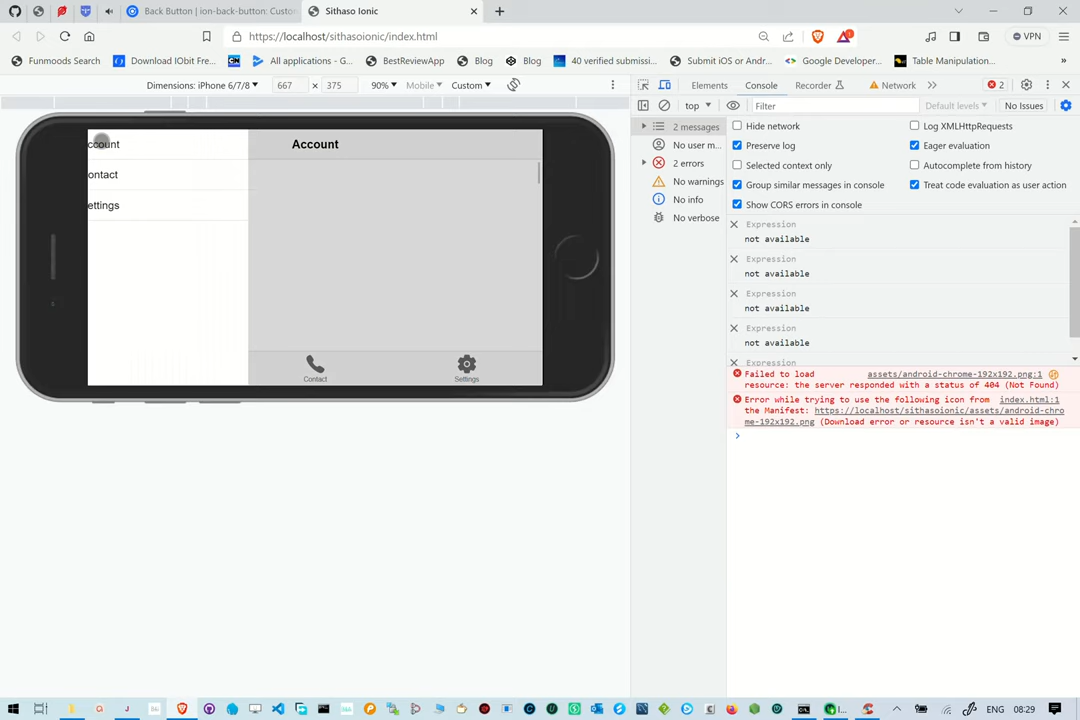 Back Button | ion-back-button: Custo
Sithaso Ionic
https://localhost/sithasoionic/index.html
VPN
Funmoods Search
Download IObit Fre...
All applications - G...
BestReviewApp
Blog
Blog
40 verified submissi...
Submit iOS or Andr...
Google Developer...
Table Manipulation...
Dimensions: iPhone 6/7/8
667 × 375
90%
Mobile
Custom
Elements
Console
Recorder
Network
2
top
Filter
Default levels
No Issues
2 messages
No user m...
2 errors
No warnings
No info
No verbose
Hide network
Log XMLHttpRequests
Preserve log
Eager evaluation
Selected context only
Autocomplete from history
Group similar messages in console
Treat code evaluation as user action
Show CORS errors in console
Expression
not available
Expression
not available
Expression
not available
Expression
not available
Expression
Failed to load assets/android-chrome-192x192.png:1
resource: the server responded with a status of 404 (Not Found)
Error while trying to use the following icon from index.html:1
the Manifest: https://localhost/sithasoionic/assets/android-chro
me-192x192.png (Download error or resource isn't a valid image)
ccount
ontact
ettings
Account
Contact
Settings
ENG
08:29